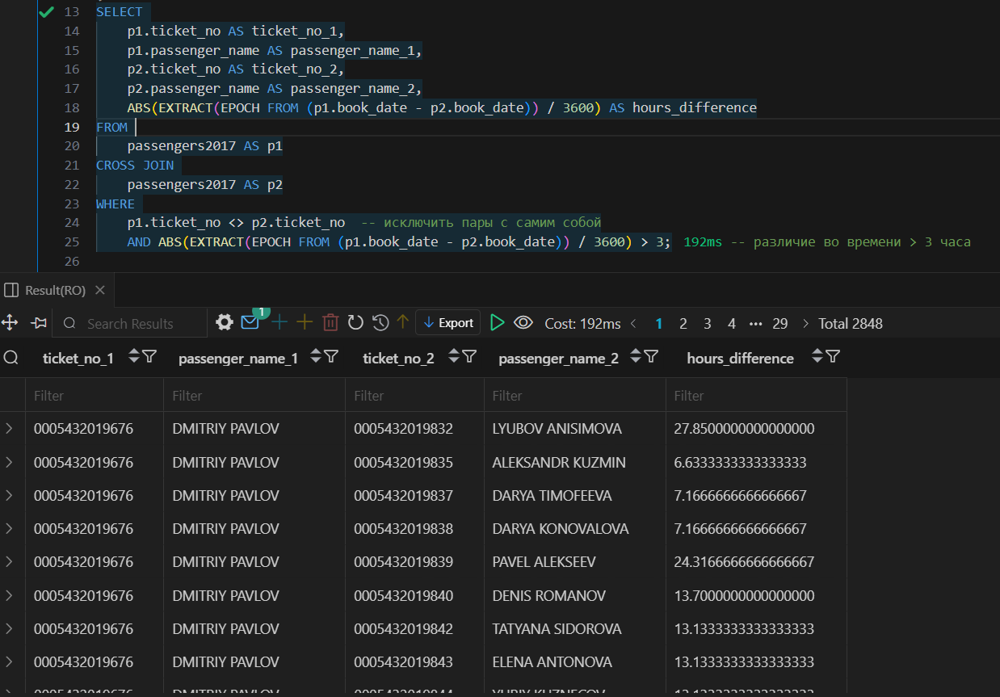 13 SELECT
14 p1.ticket_no AS ticket_no_1,
15 p1.passenger_name AS passenger_name_1,
16 p2.ticket_no AS ticket_no_2,
17 p2.passenger_name AS passenger_name_2,
18 ABS(EXTRACT(EPOCH FROM (p1.book_date - p2.book_date)) / 3600) AS hours_difference
19 FROM
20 passengers2017 AS p1
21 CROSS JOIN
22 passengers2017 AS p2
23 WHERE
24 p1.ticket_no <> p2.ticket_no -- исключить пары с самим собой
25 AND ABS(EXTRACT(EPOCH FROM (p1.book_date - p2.book_date)) / 3600) > 3; 192ms -- различие во времени > 3 часа
26
Result(RO)
Search Results 1 Export Cost: 192ms < 1 2 3 4 ••• 29 > Total 2848
ticket_no_1 passenger_name_1 ticket_no_2 passenger_name_2 hours_difference
Filter Filter Filter Filter Filter
0005432019676 DMITRIY PAVLOV 0005432019832 LYUBOV ANISIMOVA 27.8500000000000000
0005432019676 DMITRIY PAVLOV 0005432019835 ALEKSANDR KUZMIN 6.6333333333333333
0005432019676 DMITRIY PAVLOV 0005432019837 DARYA TIMOFEEVA 7.1666666666666667
0005432019676 DMITRIY PAVLOV 0005432019838 DARYA KONOVALOVA 7.1666666666666667
0005432019676 DMITRIY PAVLOV 0005432019839 PAVEL ALEKSEEV 24.3166666666666667
0005432019676 DMITRIY PAVLOV 0005432019840 DENIS ROMANOV 13.7000000000000000
0005432019676 DMITRIY PAVLOV 0005432019842 TATYANA SIDOROVA 13.1333333333333333
0005432019676 DMITRIY PAVLOV 0005432019843 ELENA ANTONOVA 13.1333333333333333